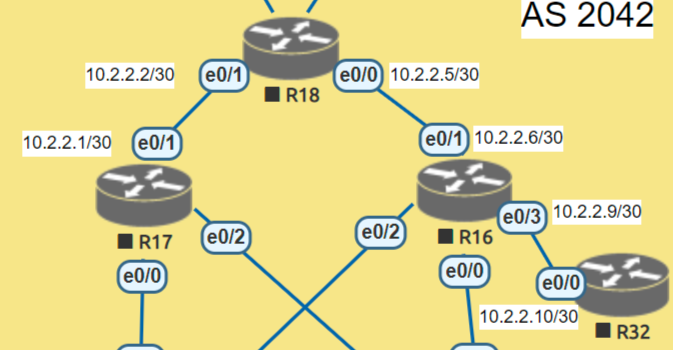 AS 2042
10.2.2.2/30
e0/1
e0/0
10.2.2.5/30
R18
10.2.2.1/30
e0/1
e0/1
10.2.2.6/30
R17
e0/2
e0/2
R16
e0/3
10.2.2.9/30
e0/0
e0/0
e0/0
10.2.2.10/30
R32